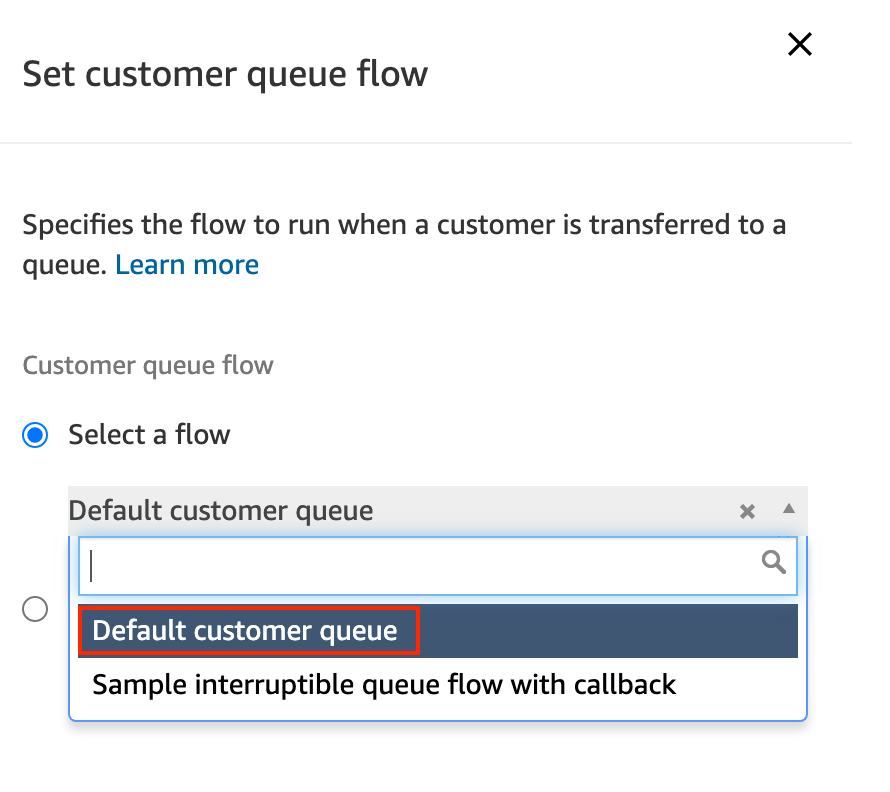 Set customer queue flow
Specifies the flow to run when a customer is transferred to a
queue. Learn more
Customer queue flow
Select a flow
Default customer queue
Default customer queue
Sample interruptible queue flow with callback